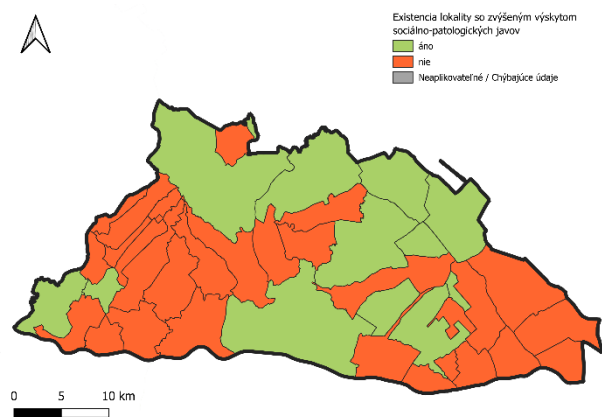 Existencia lokality so zvýšeným výskytom
sociálno-patologických javov
áno
nie
Neaplikovateľné / Chýbajúce údaje
0 5 10 km